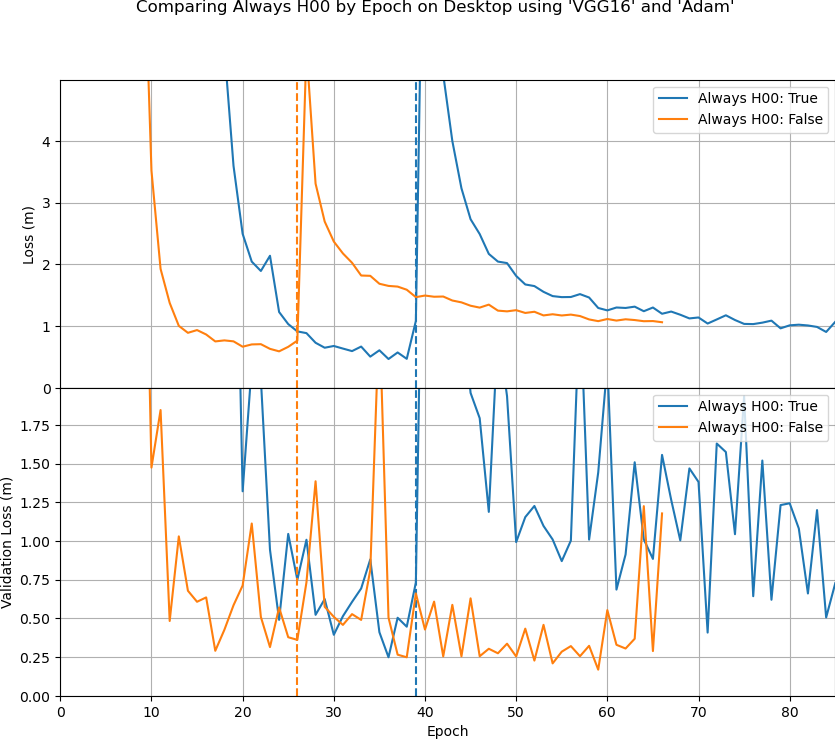 Comparing Always H00 by Epoch on Desktop using 'VGG16' and 'Adam'
Always H00: True
Always H00: False
4
3
2
1
0
Loss (m)
Always H00: True
Always H00: False
1.75
1.50
1.25
1.00
0.75
0.50
0.25
0.00
Validation Loss (m)
0 10 20 30 40 50 60 70 80
Epoch